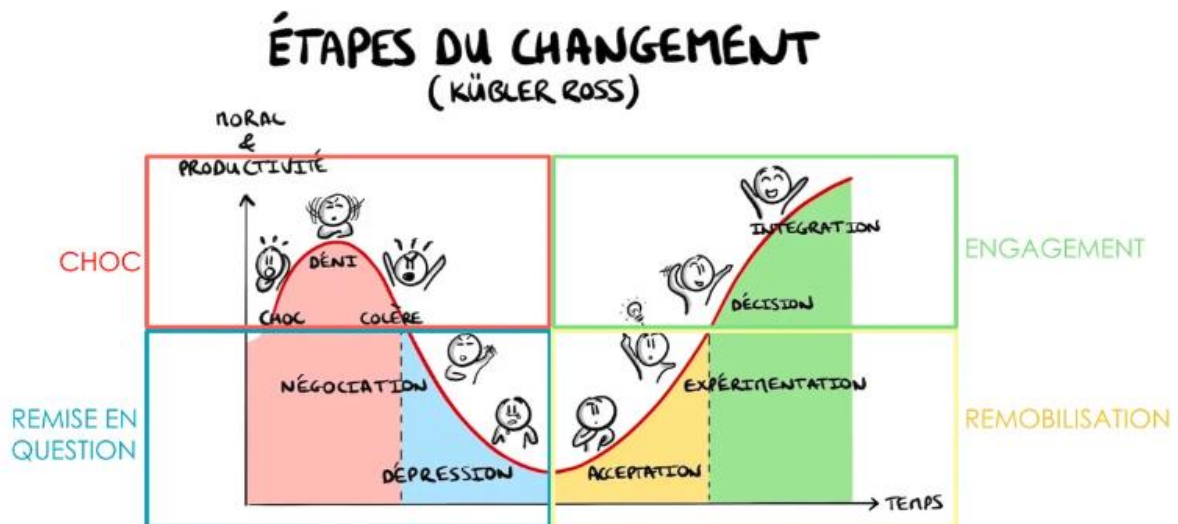 ÉTAPES DU CHANGEMENT
(KÜBLER ROSS)
MORAL
&
PRODUCTIVITÉ
CHOC
DÉNI
CHOC
COLÈRE
INTEGRATION
ENGAGEMENT
DÉCISION
NÉGOCIATION
EXPÉRIMENTATION
REMISE EN
QUESTION
REMOBILISATION
DÉPRESSION
ACCEPTATION
TEMPS